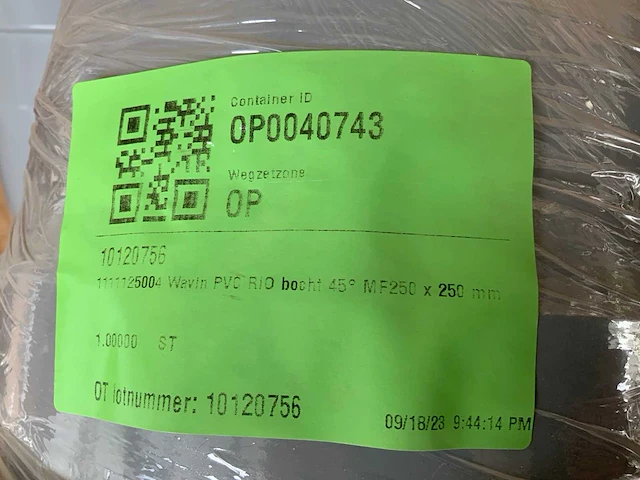 Container ID
OP0040743
Wegzetzone
OP
10120756
1111125004 Wavin PVC RIO bocht 45° MF250 x 250 mm
1.00000 ST
OT lotnummer: 10120756
09/18/23 9:44:14 PM